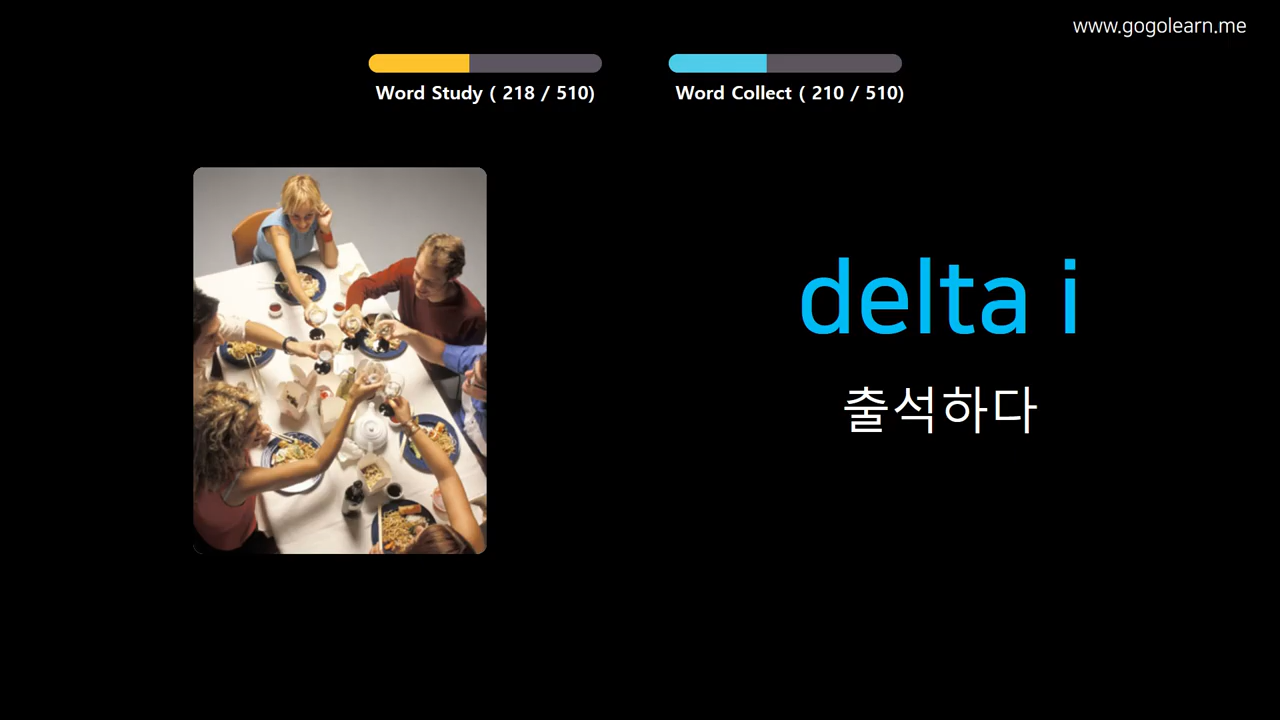 www.gogolearn.me
Word Study ( 218 / 510)
Word Collect ( 210 / 510)
delta i
출석하다